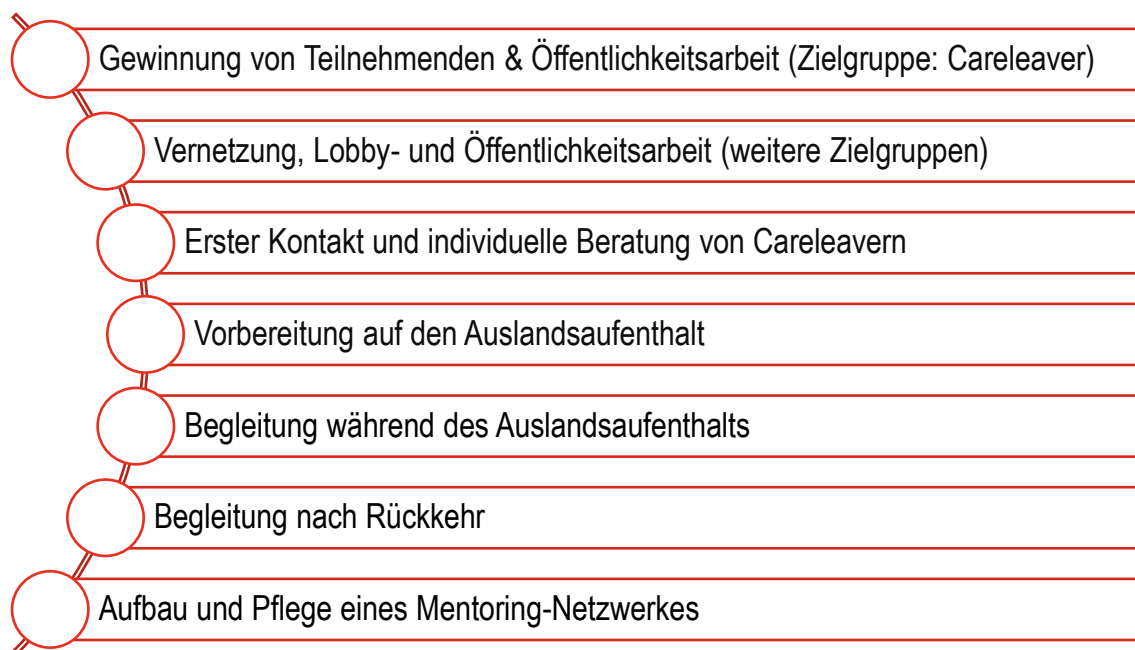 Gewinnung von Teilnehmenden & Öffentlichkeitsarbeit (Zielgruppe: Careleaver)
Vernetzung, Lobby- und Öffentlichkeitsarbeit (weitere Zielgruppen)
Erster Kontakt und individuelle Beratung von Careleavern
Vorbereitung auf den Auslandsaufenthalt
Begleitung während des Auslandsaufenthalts
Begleitung nach Rückkehr
Aufbau und Pflege eines Mentoring-Netzwerkes